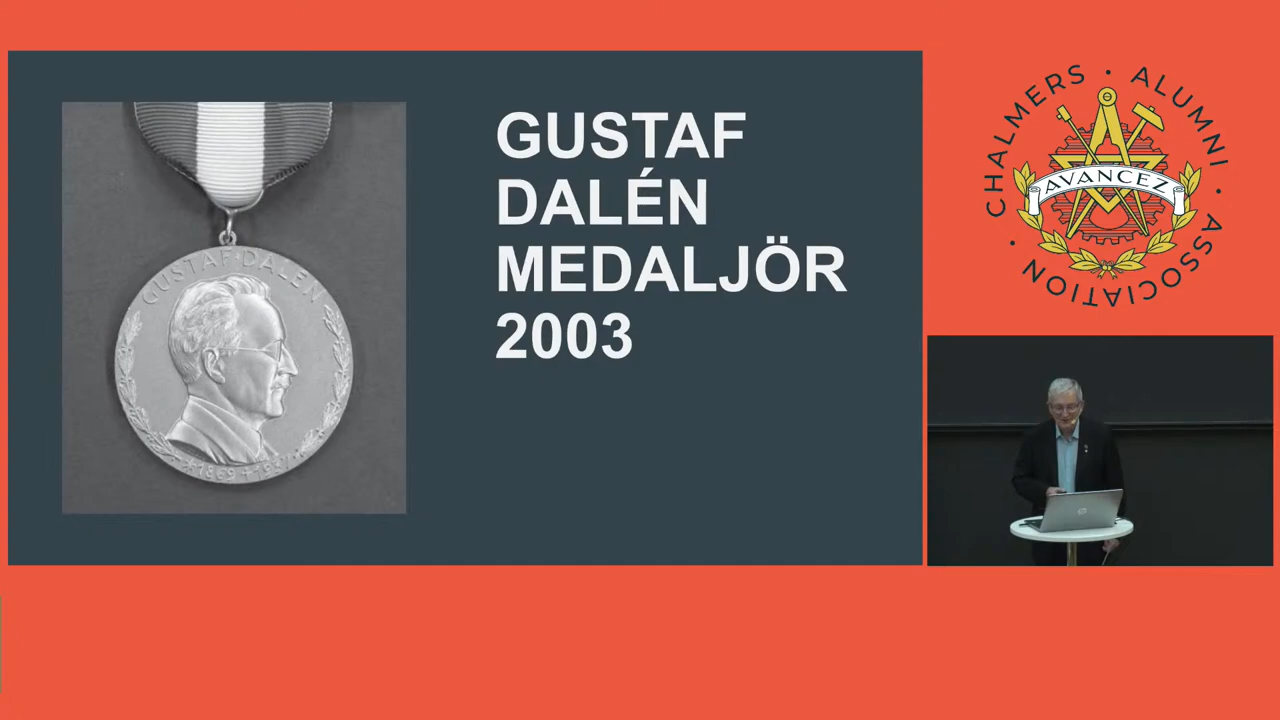 GUSTAF
DALÉN
MEDALJÖR
2003
GUSTAF·DALÉN
CHALMERS · ALUMNI · ASSOCIATION ·
AVANCEZ